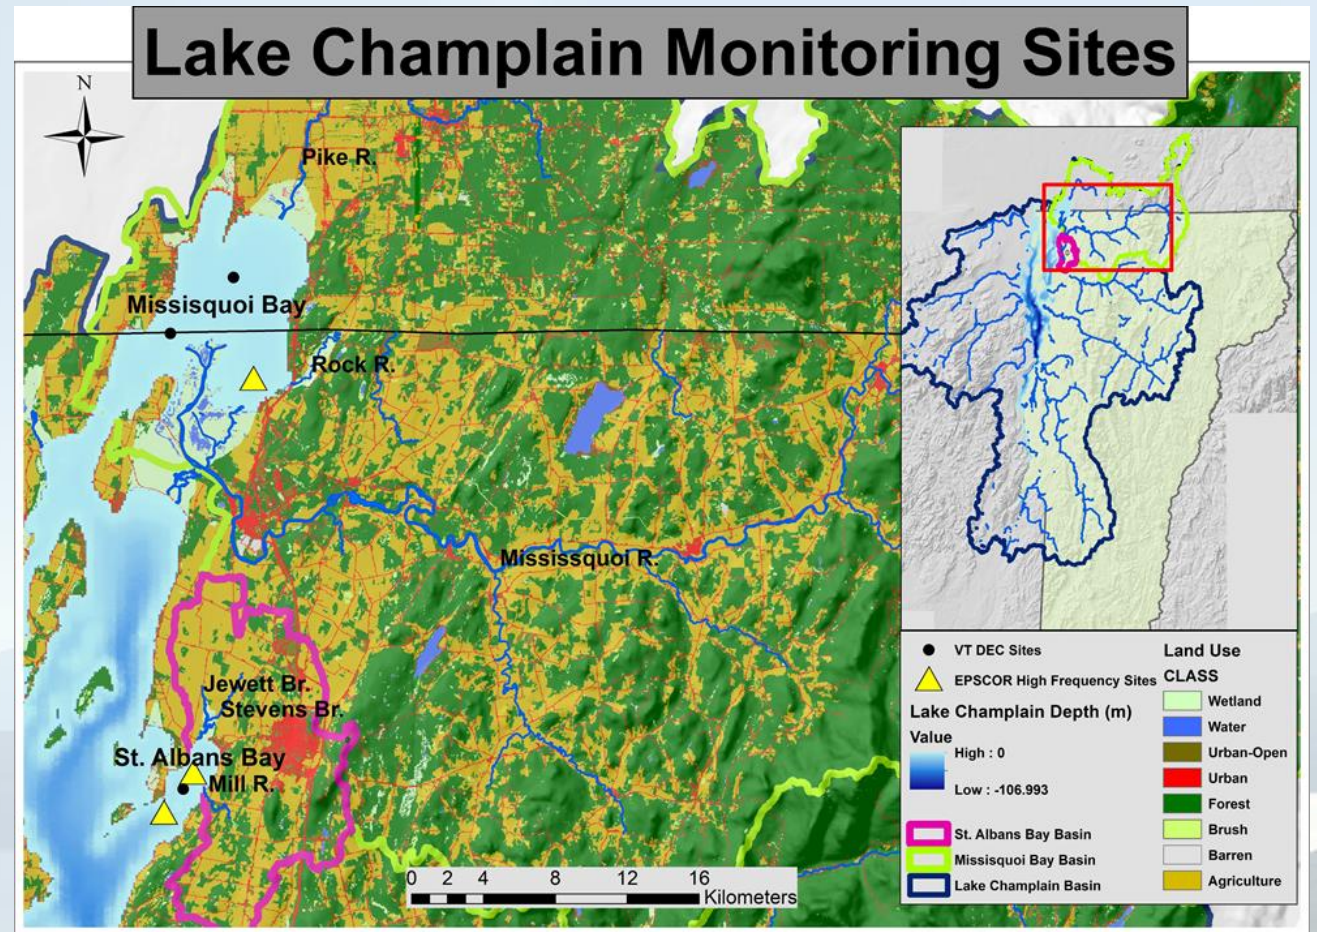 Lake Champlain Monitoring Sites
N
Pike R.
Missisquoi Bay
Rock R.
Mississquoi R.
Jewett Br.
Stevens Br.
St. Albans Bay
Mill R.
0 2 4 8 12 16
Kilometers
VT DEC Sites
EPSCOR High Frequency Sites
Lake Champlain Depth (m)
Value
High : 0
Low : -106.993
St. Albans Bay Basin
Missisquoi Bay Basin
Lake Champlain Basin
Land Use
CLASS
Wetland
Water
Urban-Open
Urban
Forest
Brush
Barren
Agriculture